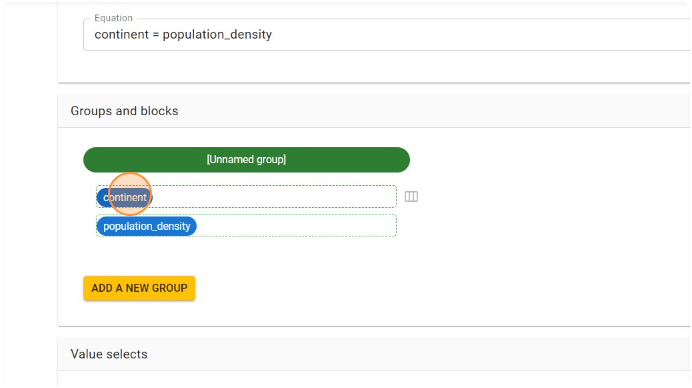 Equation
continent = population_density
Groups and blocks
[Unnamed group]
continent
population_density
ADD A NEW GROUP
Value selects